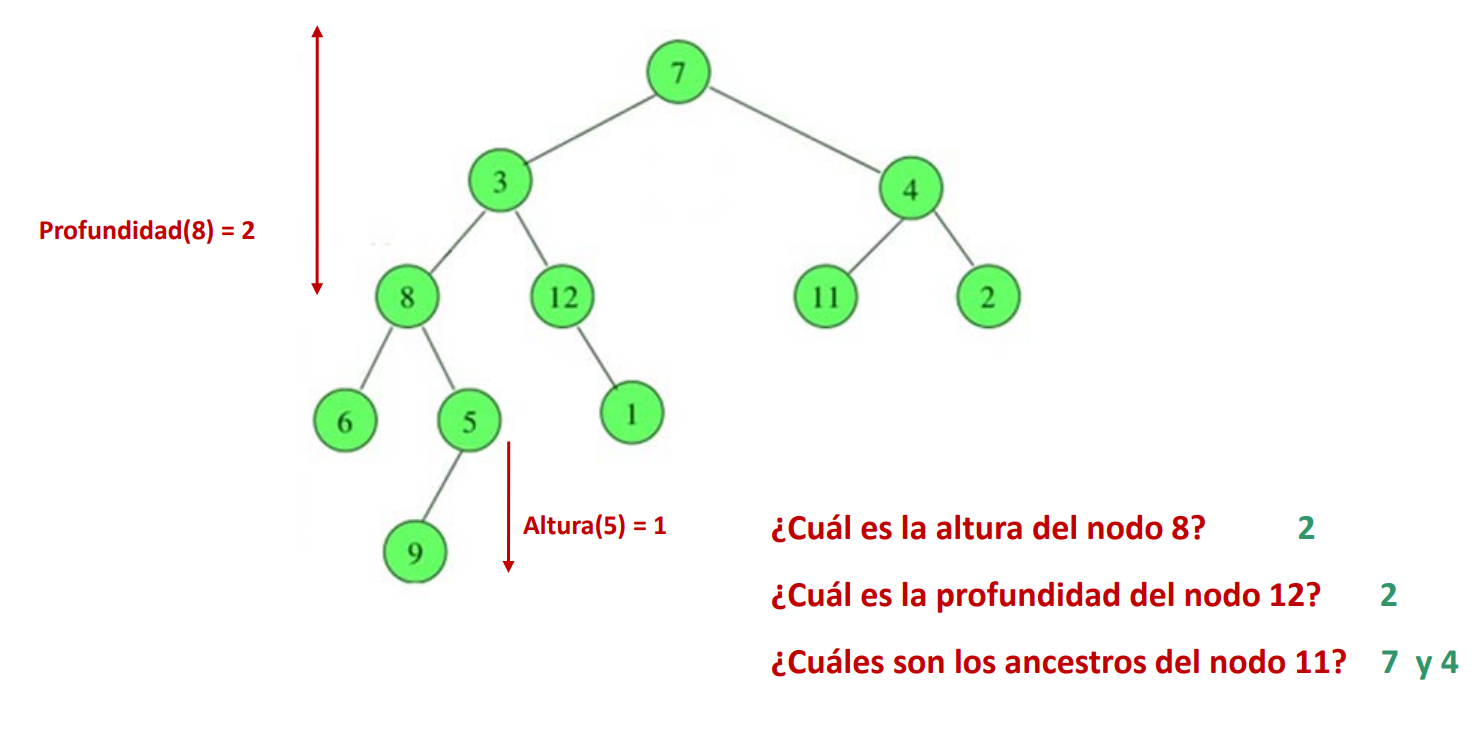 7
3
4
Profundidad(8) = 2
8
12
11
2
6
5
1
Altura(5) = 1
9
¿Cuál es la altura del nodo 8? 2
¿Cuál es la profundidad del nodo 12? 2
¿Cuáles son los ancestros del nodo 11? 7 y 4